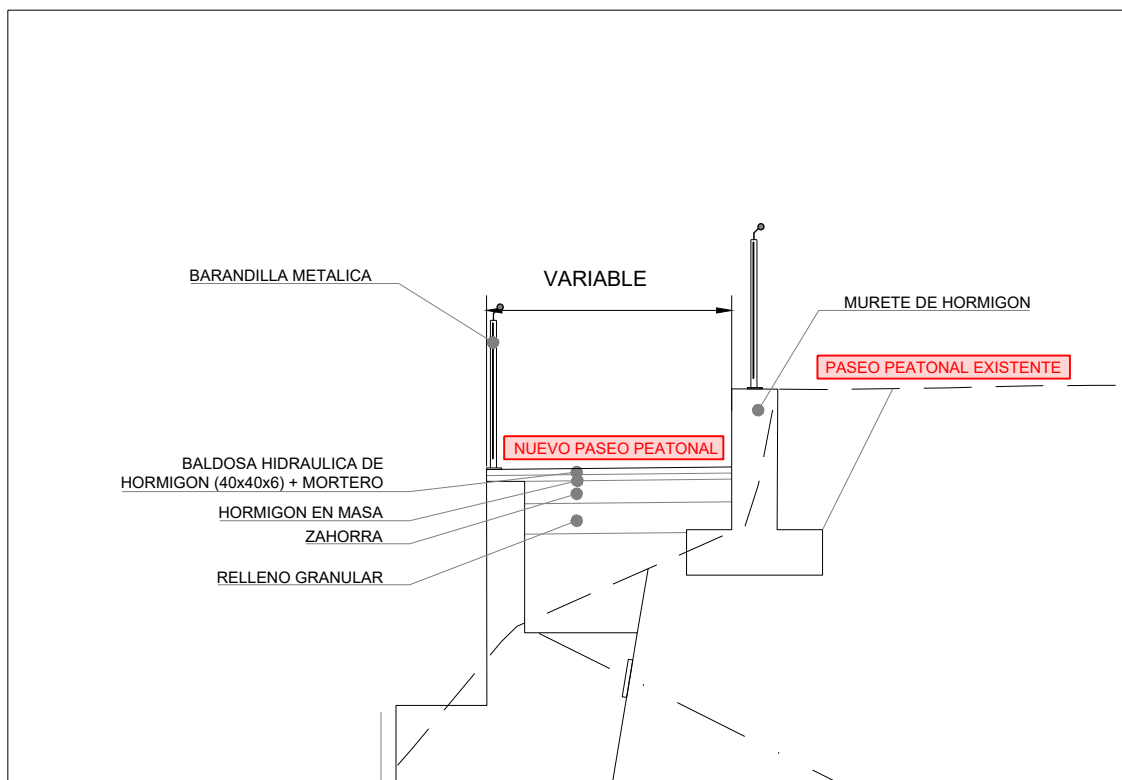 BARANDILLA METALICA
VARIABLE
MURETE DE HORMIGON
PASEO PEATONAL EXISTENTE
NUEVO PASEO PEATONAL
BALDOSA HIDRAULICA DE
HORMIGON (40x40x6) + MORTERO
HORMIGON EN MASA
ZAHORRA
RELLENO GRANULAR